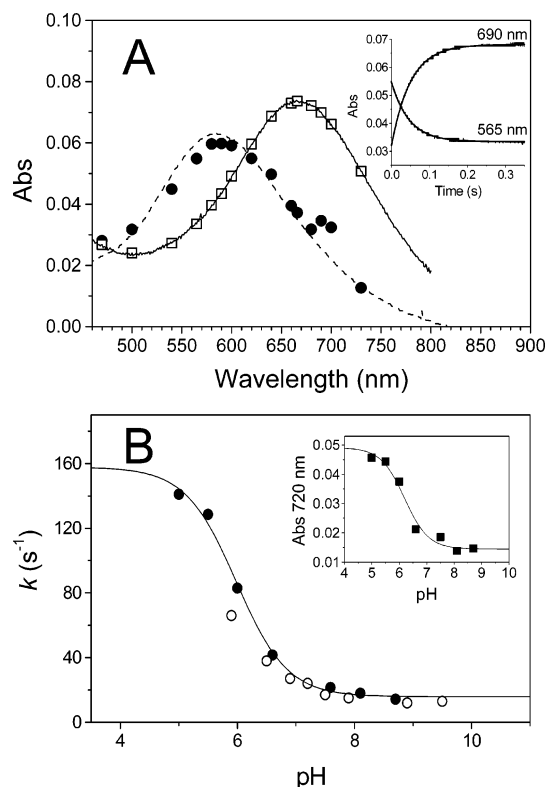 A
0.10
0.08
0.06
0.04
0.02
0.00
Abs
500 550 600 650 700 750 800 850 900
Wavelength (nm)
0.07
0.06
0.05
0.04
0.03
Abs
690 nm
565 nm
0.0 0.1 0.2 0.3
Time (s)
B
160
120
80
40
0
k (s-1)
4 6 8 10
pH
0.05
0.04
0.03
0.02
0.01
Abs 720 nm
4 5 6 7 8 9 10
pH